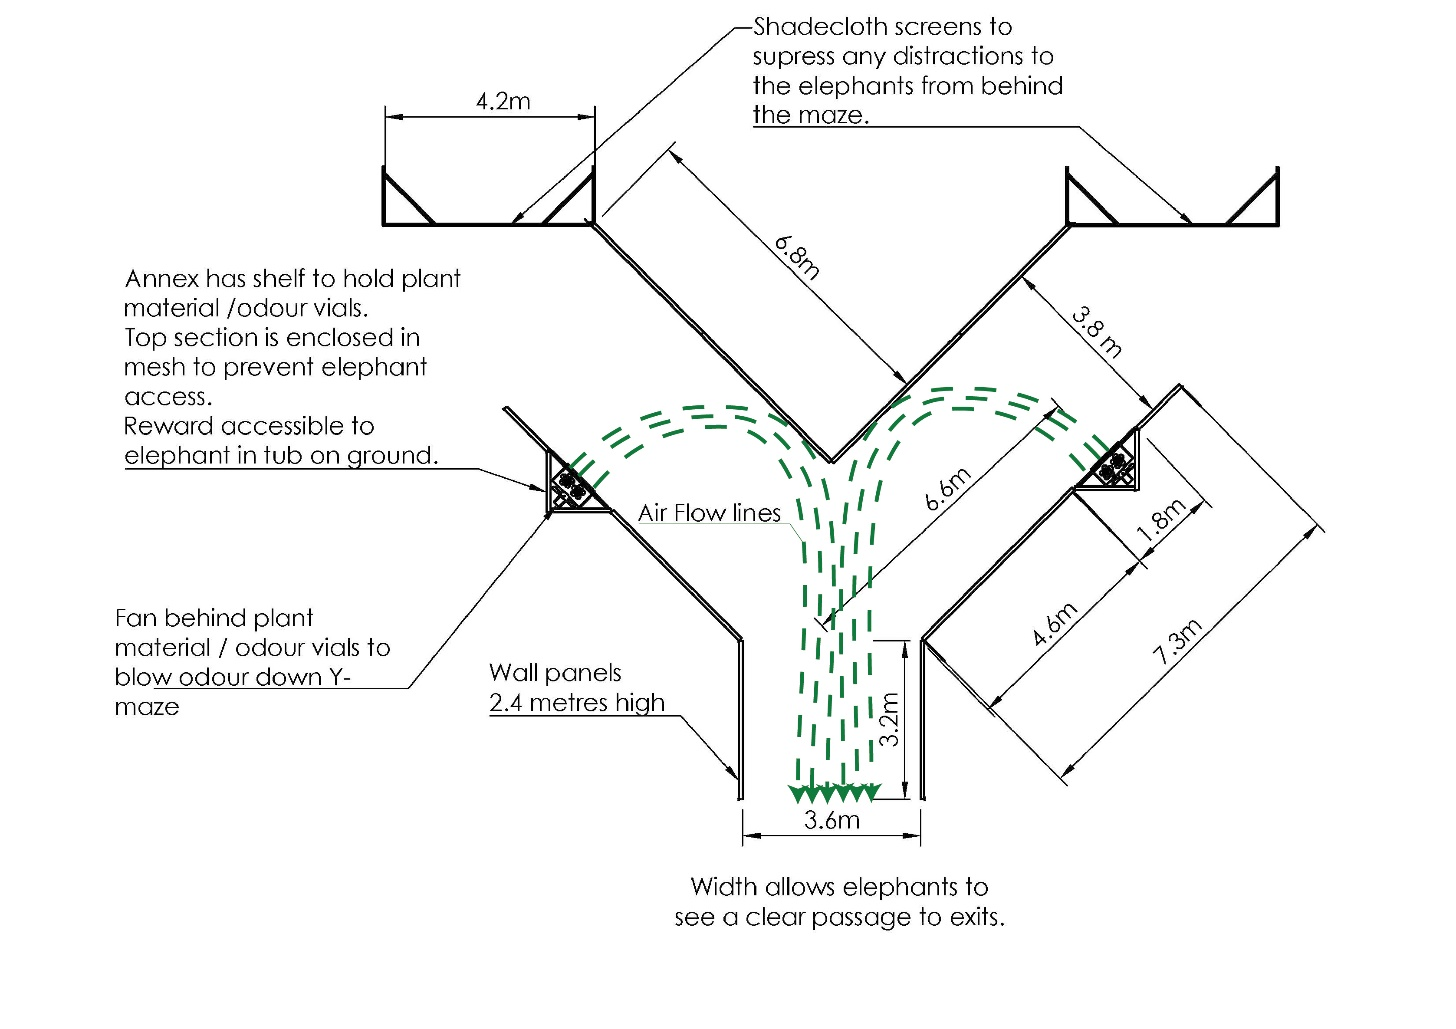 Shadecloth screens to
supress any distractions to
the elephants from behind
the maze.
4.2m
6.8m
3.8 m
Annex has shelf to hold plant
material /odour vials.
Top section is enclosed in
mesh to prevent elephant
access.
Reward accessible to
elephant in tub on ground.
6.6m
Air Flow lines
1.8m
4.6m
7.3m
Fan behind plant
material / odour vials to
blow odour down Y-
maze
Wall panels
2.4 metres high
3.2m
3.6m
Width allows elephants to
see a clear passage to exits.